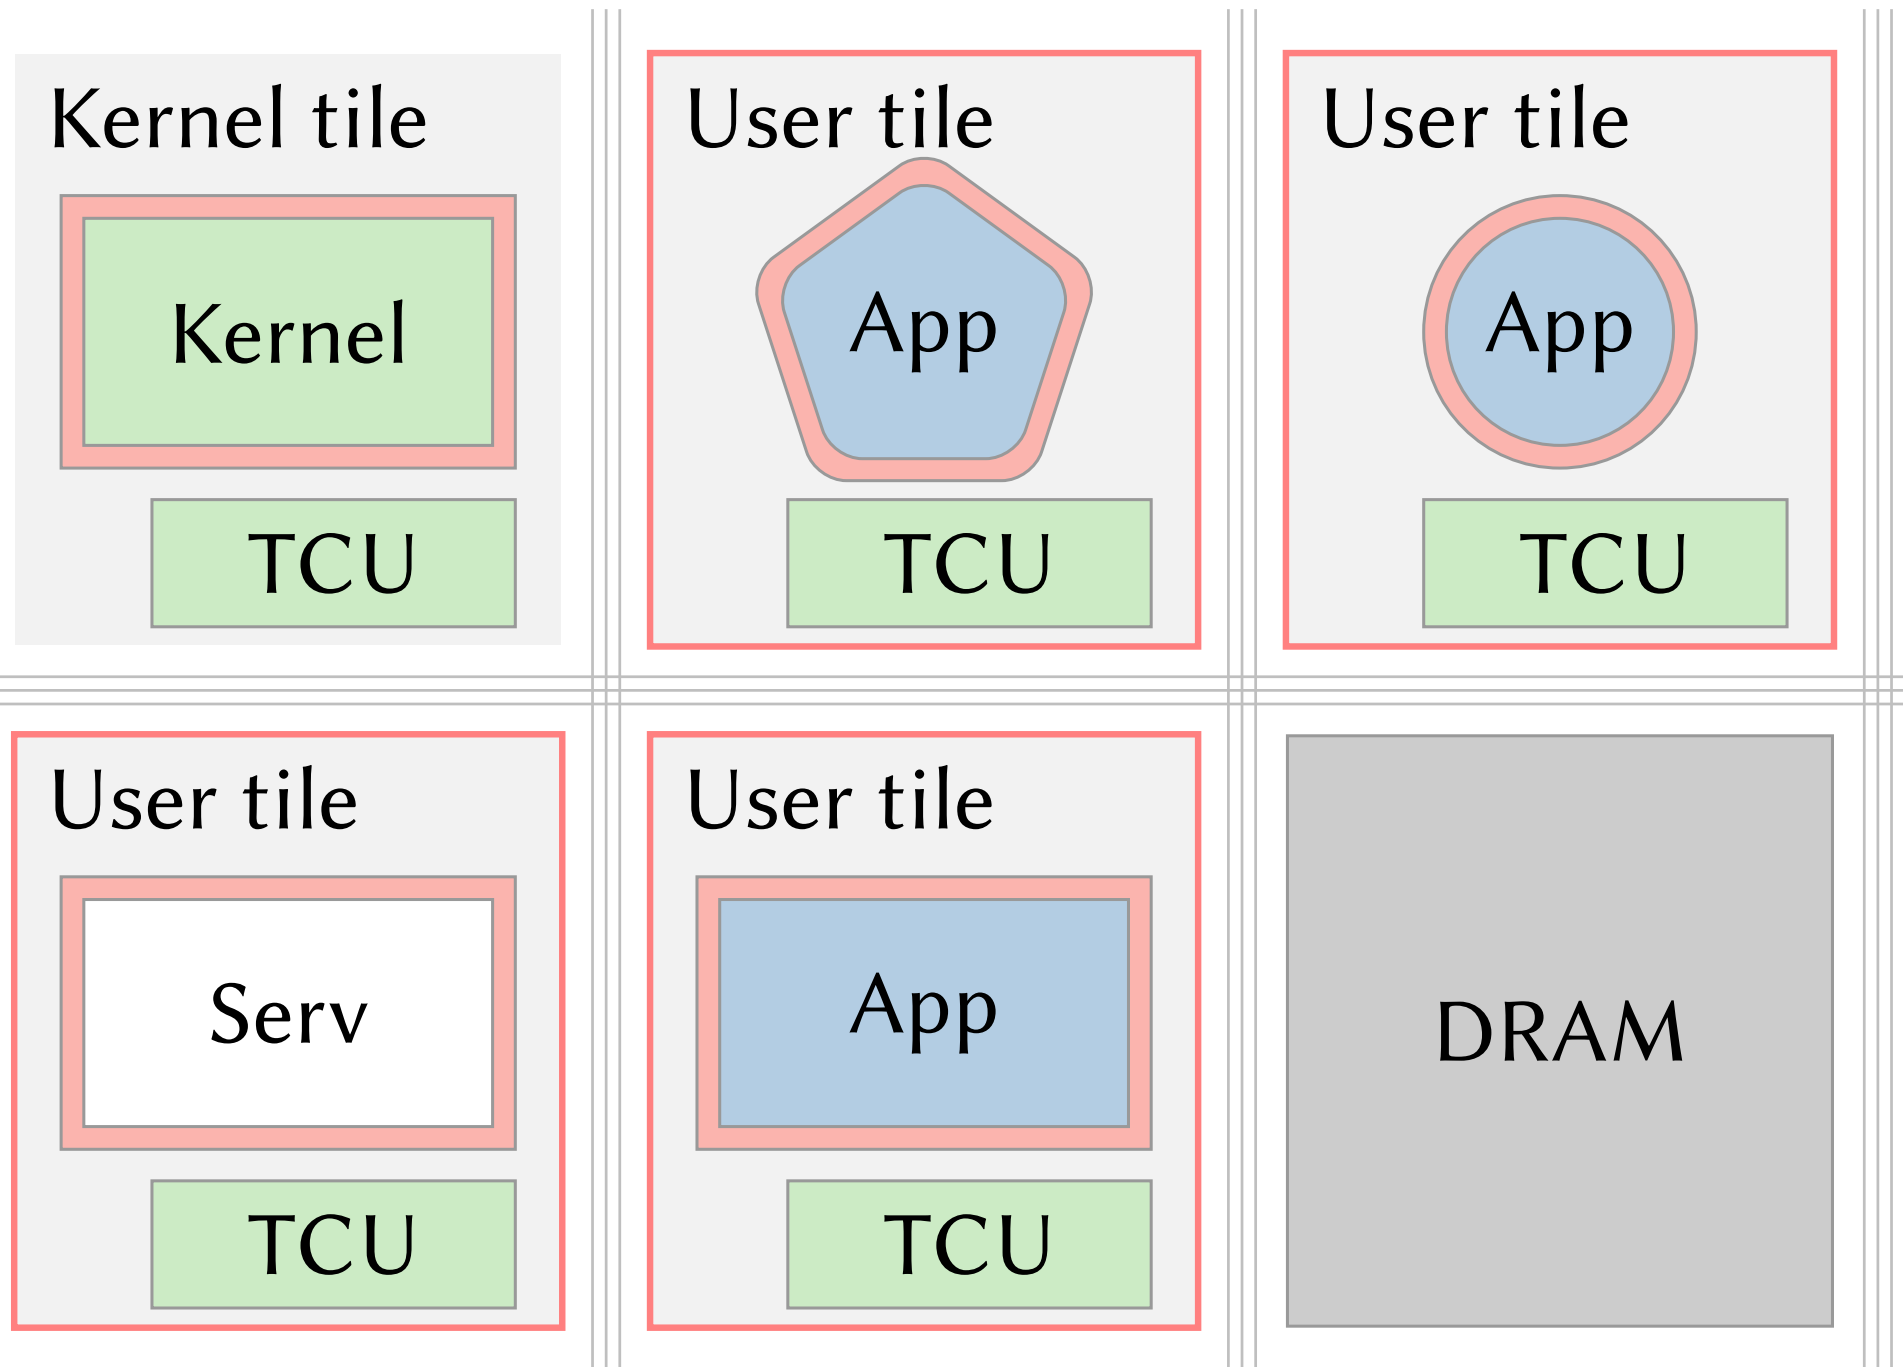 Kernel tile
Kernel
TCU
User tile
App
TCU
User tile
App
TCU
User tile
Serv
TCU
User tile
App
TCU
DRAM